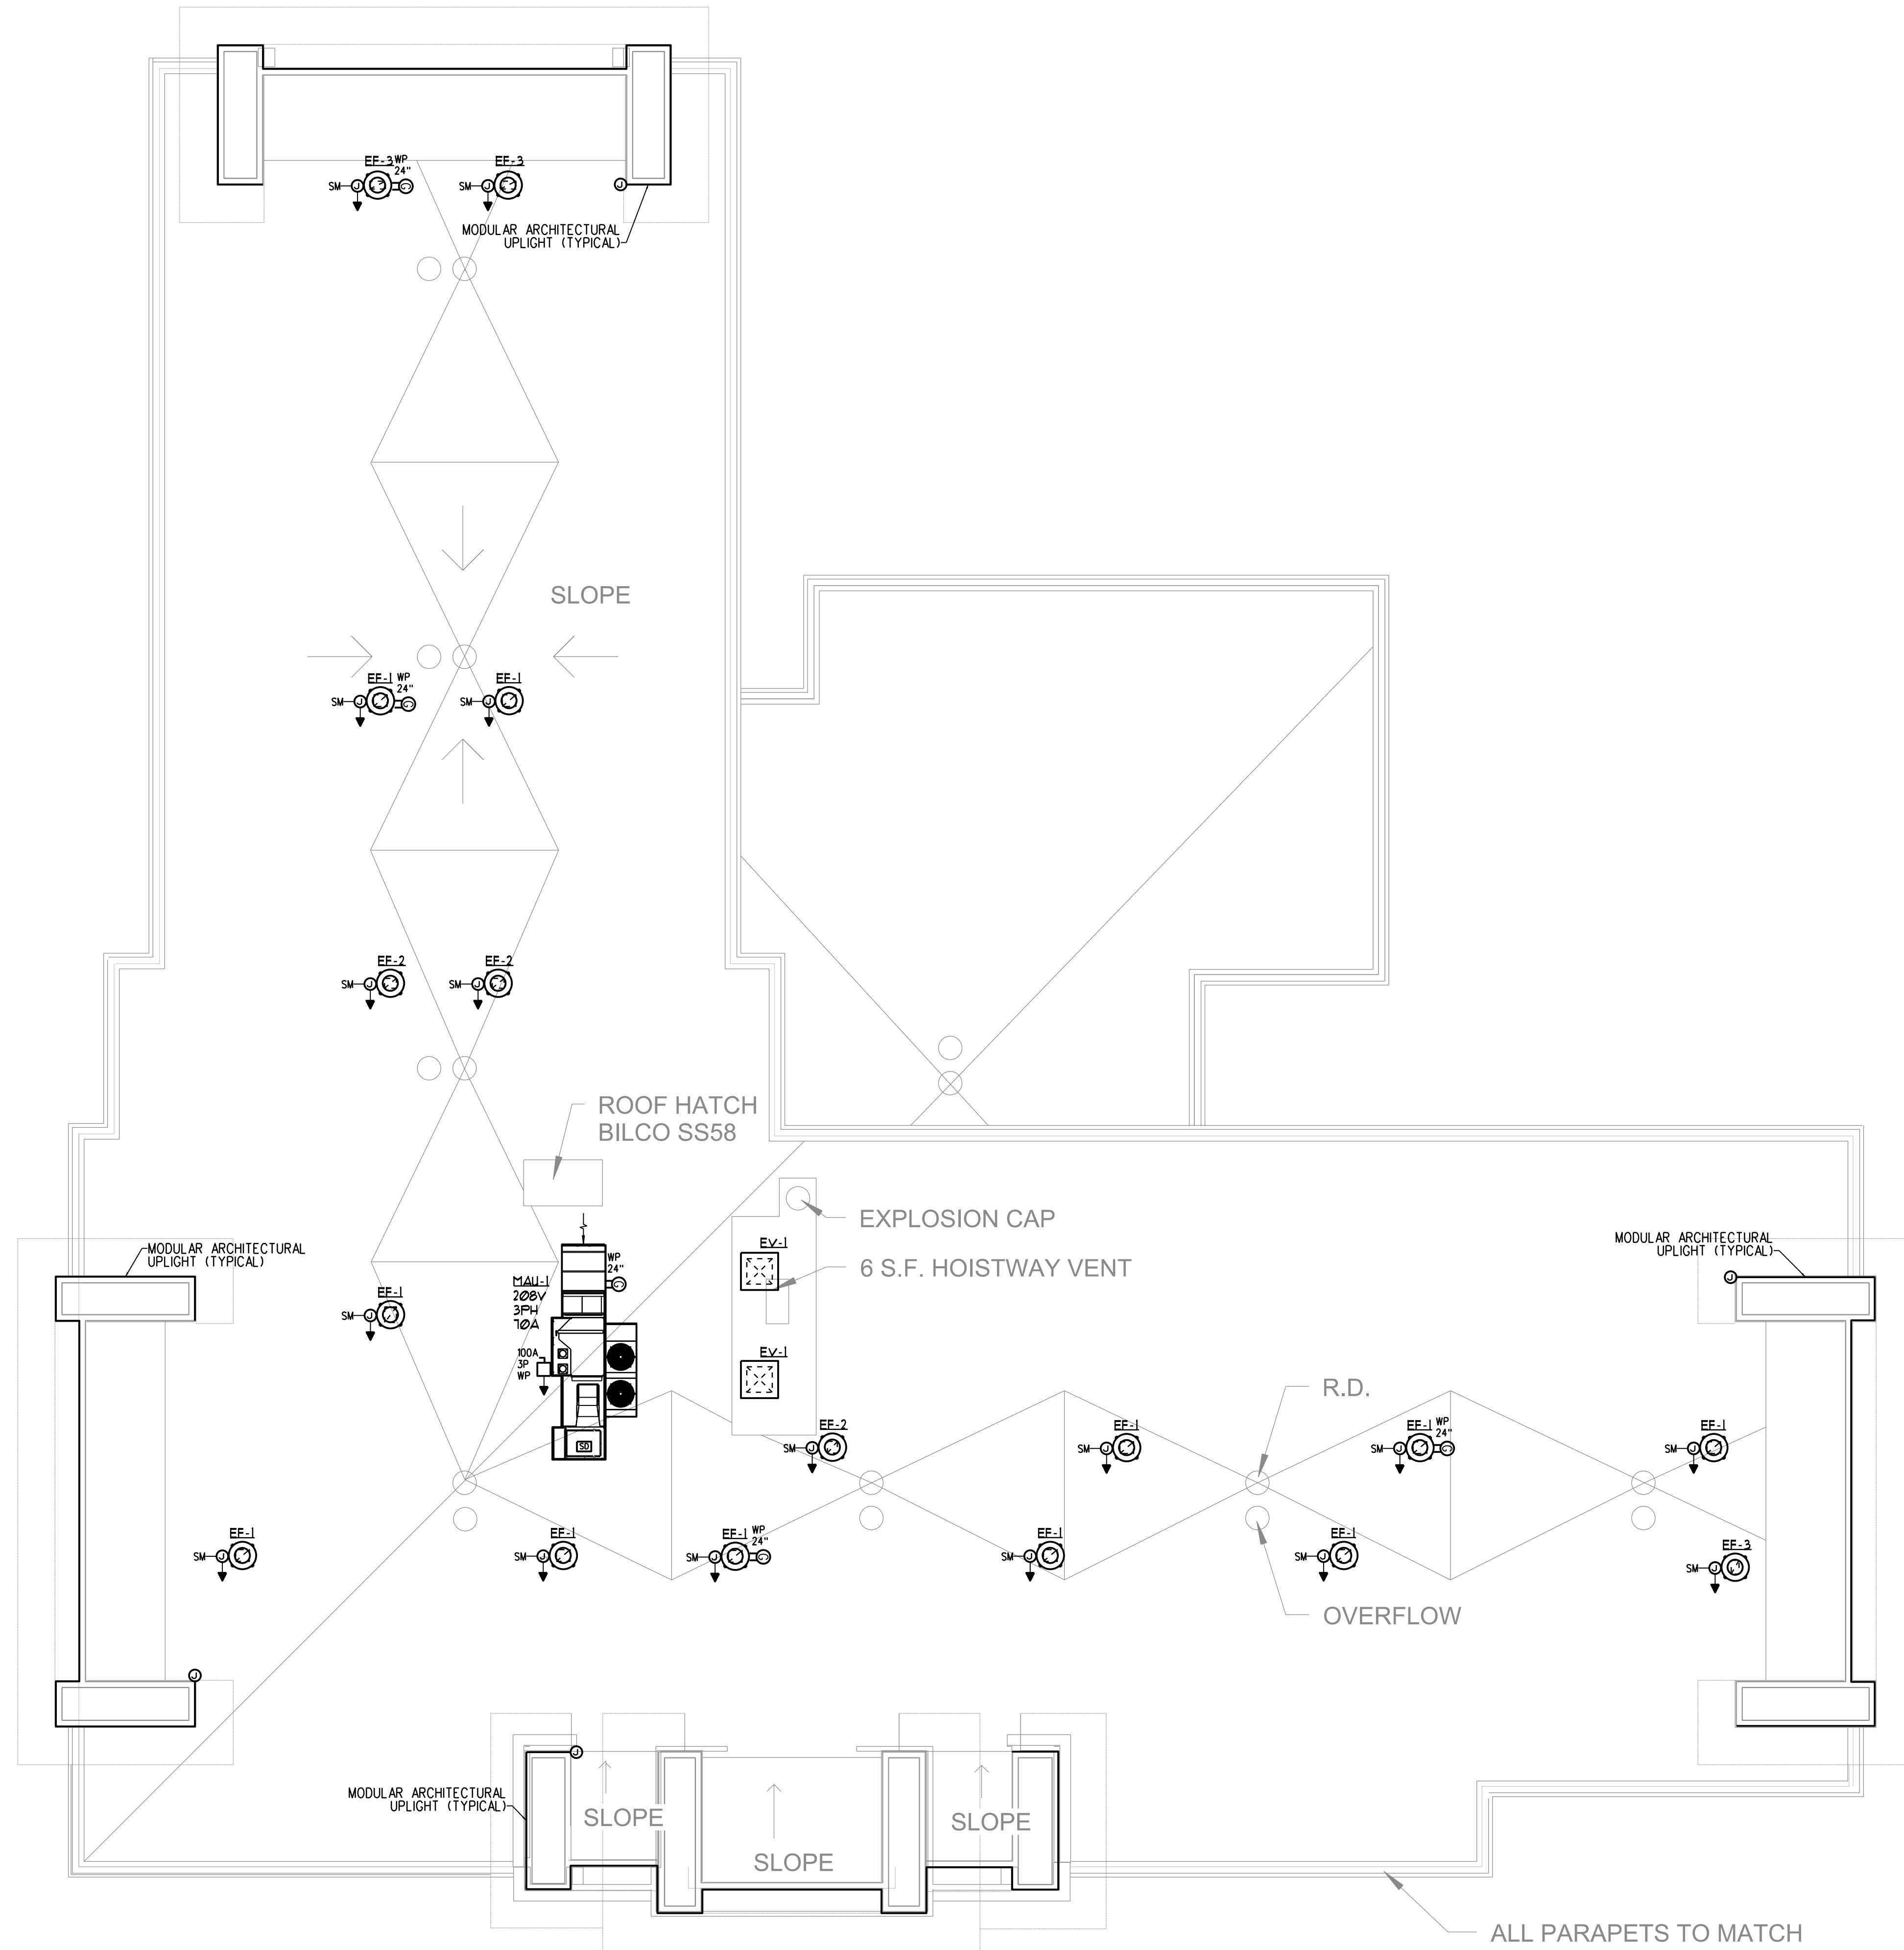 EF-3
WP
24"
EF-3
SM
J
SM
J
J
MODULAR ARCHITECTURAL
UPLIGHT (TYPICAL)
SLOPE
EF-1
WP
24"
EF-1
SM
J
SM
J
EF-2
EF-2
SM
J
SM
J
ROOF HATCH
BILCO SS58
EXPLOSION CAP
6 S.F. HOISTWAY VENT
MODULAR ARCHITECTURAL
UPLIGHT (TYPICAL)
MODULAR ARCHITECTURAL
UPLIGHT (TYPICAL)
J
EV-1
WP
24"
MAU-1
208V
3PH
70A
EF-1
SM
J
100A
3P
WP
EV-1
SD
R.D.
EF-2
SM
J
EF-1
SM
J
EF-1
WP
24"
SM
J
EF-1
SM
J
EF-1
SM
J
EF-1
SM
J
EF-1
WP
24"
SM
J
EF-1
SM
J
EF-1
SM
J
EF-3
SM
J
OVERFLOW
J
J
MODULAR ARCHITECTURAL
UPLIGHT (TYPICAL)
SLOPE
SLOPE
SLOPE
ALL PARAPETS TO MATCH